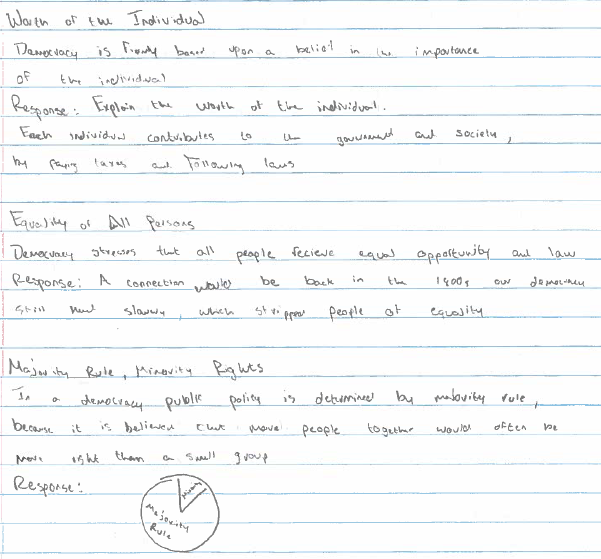 Worth of the Individual
Democracy is firmly based upon a belief in the importance
of the individual
Response: Explain the worth of the individual.
Each individual contributes to the government and society,
by paying taxes and following laws
Equality of All Persons
Democracy stresses that all people recieve equal opportunity and law
Response: A connection would be back in the 1800s our democracy
still had slavery, which stripped people of equality
Majority Rule, Minority Rights
In a democracy public policy is determined by majority rule,
because it is believed that more people together would often be
more right than a small group
Response:
Majority
Rule